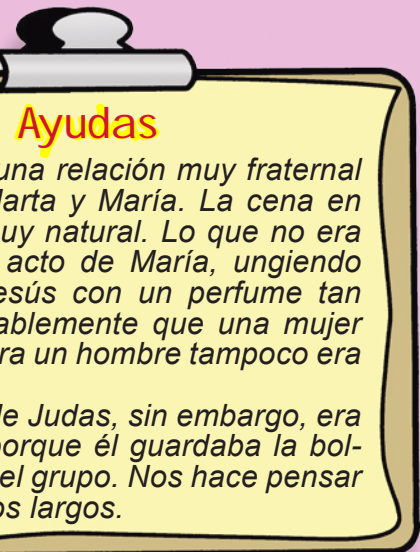 Ayudas
una relación muy fraternal
Marta y María. La cena en
uy natural. Lo que no era
acto de María, ungiendo
esús con un perfume tan
ablemente que una mujer
ra un hombre tampoco era
de Judas, sin embargo, era
porque él guardaba la bol-
el grupo. Nos hace pensar
os largos.